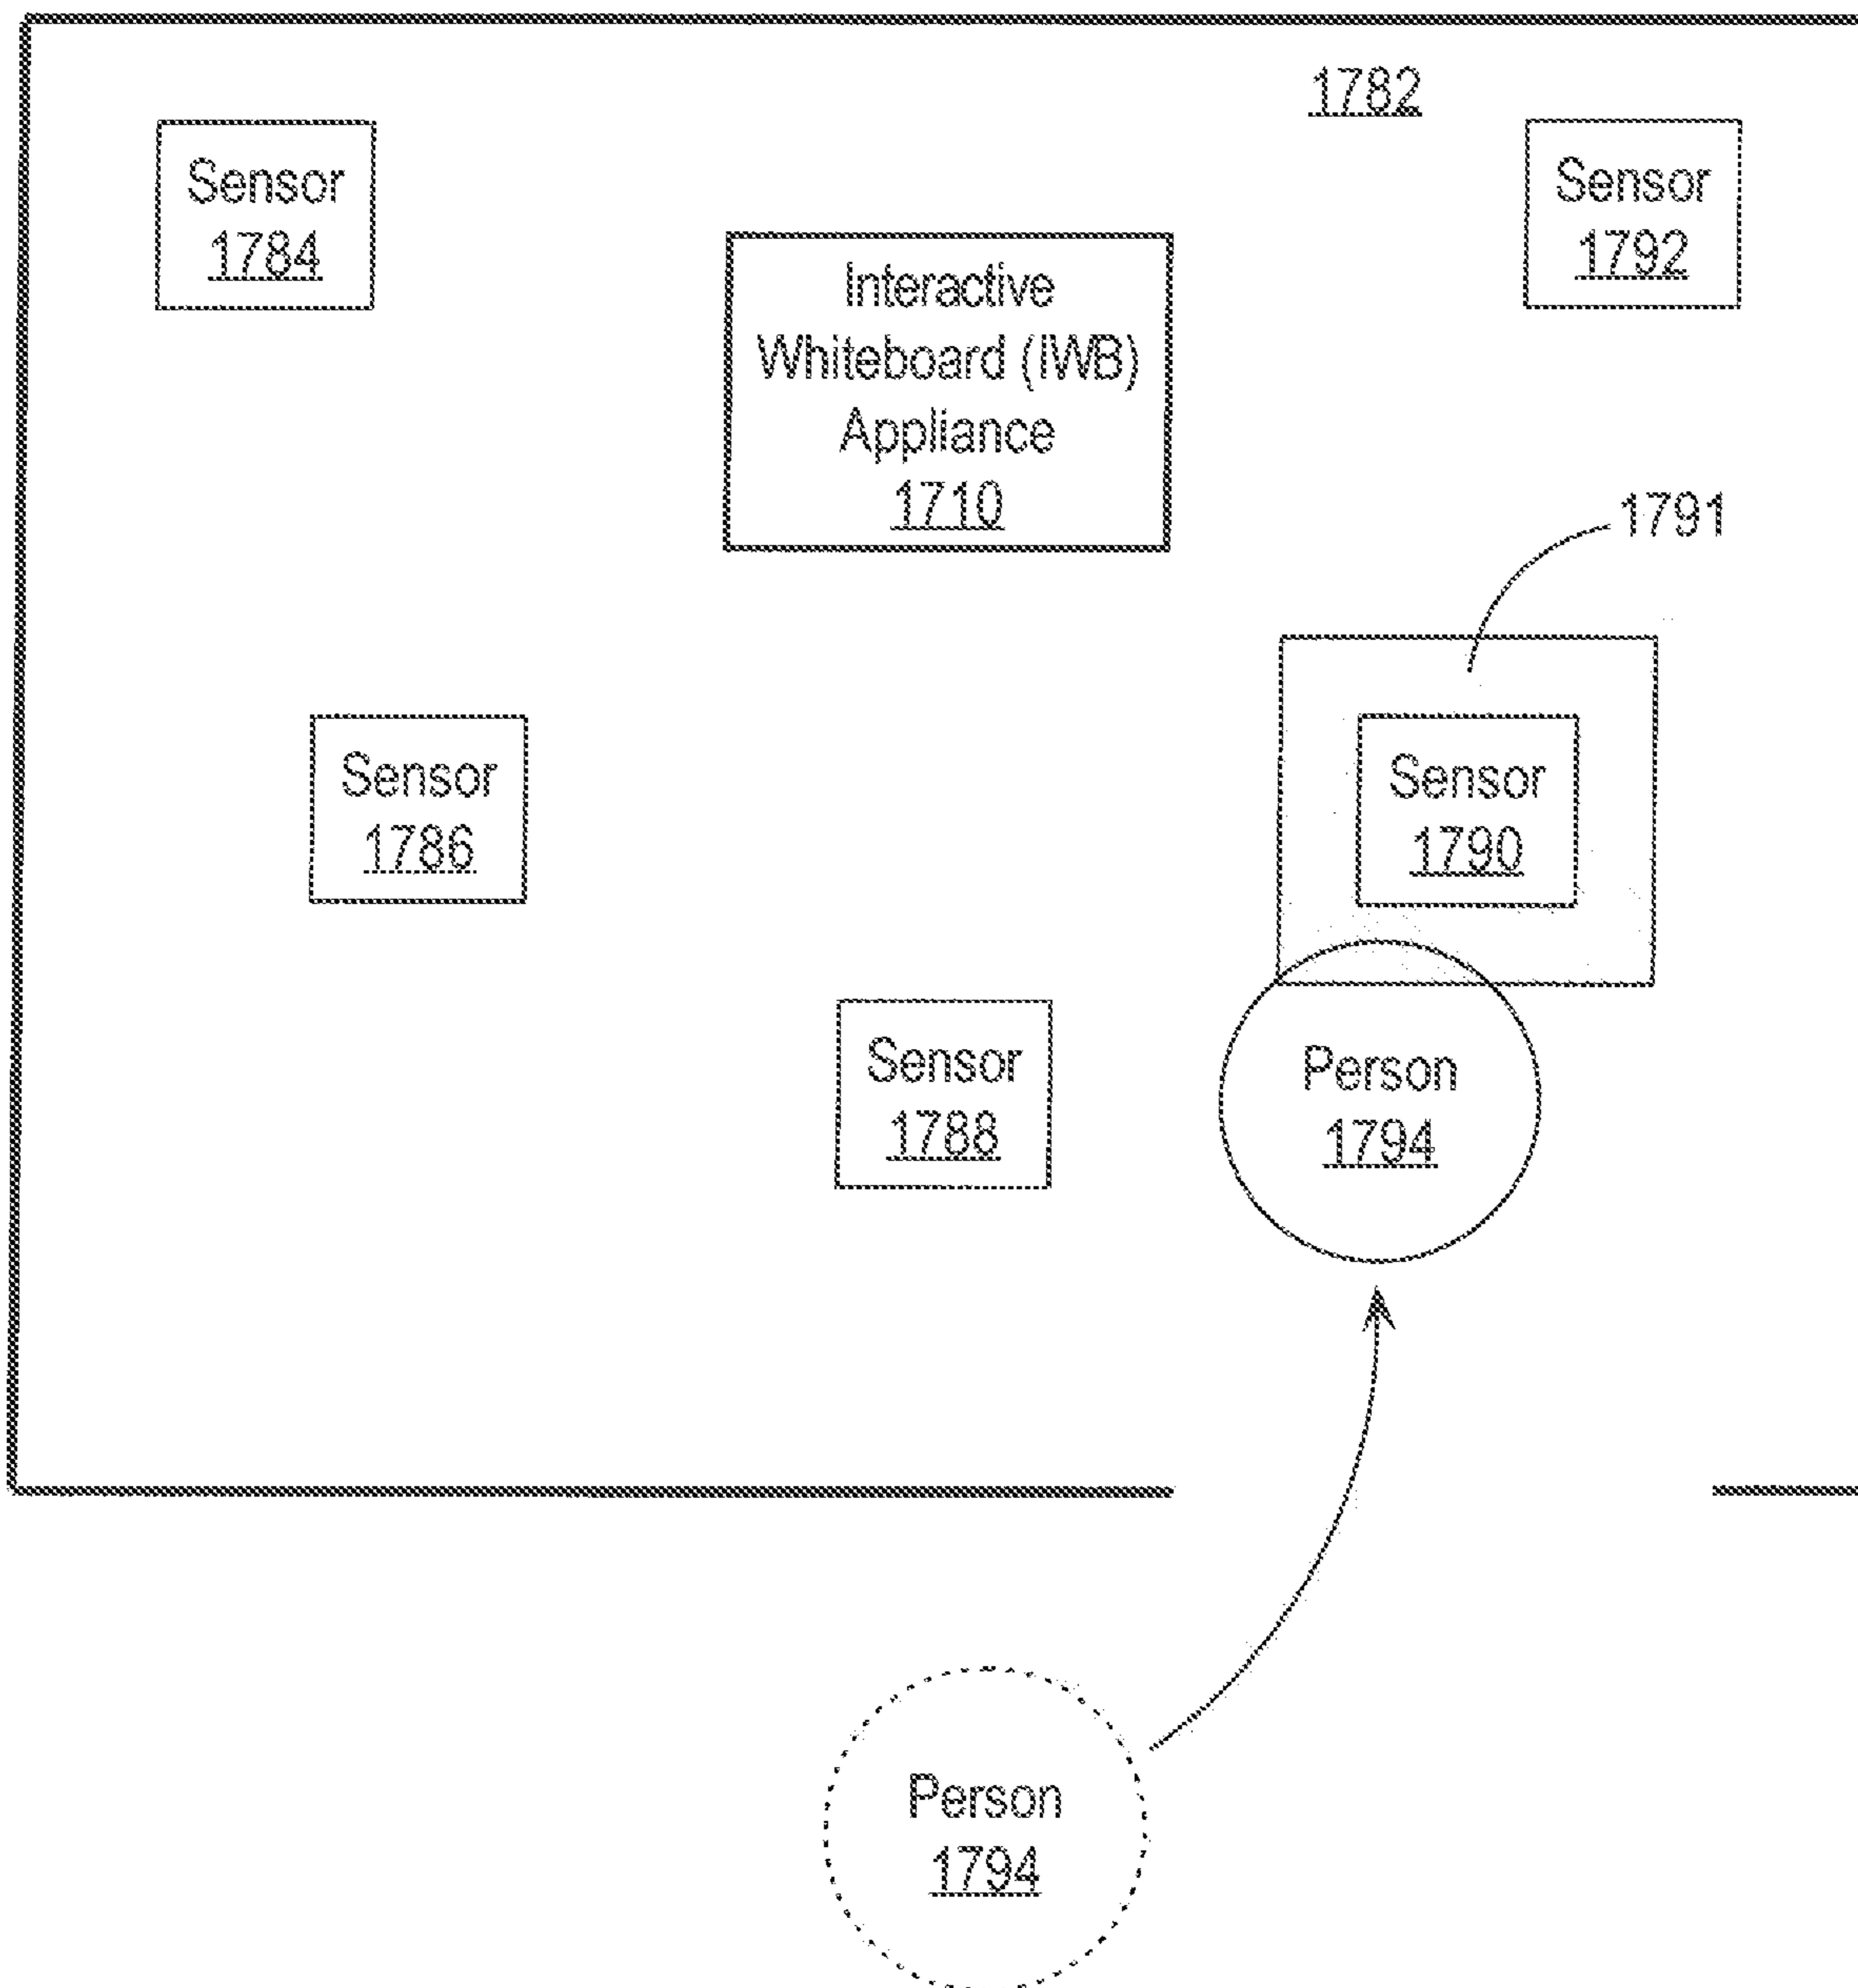 1782
Sensor
1784
Sensor
1792
Interactive
Whiteboard (IWB)
Appliance
1710
1791
Sensor
1786
Sensor
1790
Sensor
1788
Person
1794
Person
1794